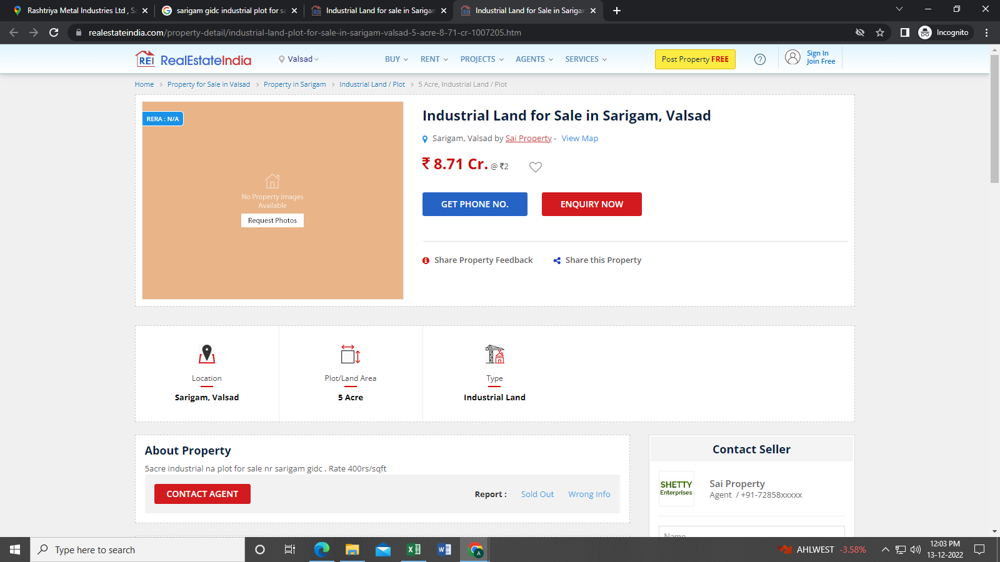 Rashtriya Metal Industries Ltd , Sa
sarigam gidc industrial plot for sa
Industrial Land for sale in Sarigam
Industrial Land for Sale in Sarigam
realestateindia.com/property-detail/industrial-land-plot-for-sale-in-sarigam-valsad-5-acre-8-71-cr-1007205.htm
Incognito
REI RealEstateIndia
Valsad
BUY
RENT
PROJECTS
AGENTS
SERVICES
Post Property FREE
?
Sign In
Join Free
Home > Property for Sale in Valsad > Property in Sarigam > Industrial Land / Plot > 5 Acre, Industrial Land / Plot
RERA : N/A
No Property Images
Available
Request Photos
Industrial Land for Sale in Sarigam, Valsad
Sarigam, Valsad by Sai Property - View Map
₹ 8.71 Cr. @ ₹2
GET PHONE NO.
ENQUIRY NOW
Share Property Feedback
Share this Property
Location
Sarigam, Valsad
Plot/Land Area
5 Acre
Type
Industrial Land
About Property
5acre industrial na plot for sale nr sarigam gidc . Rate 400rs/sqft
CONTACT AGENT
Report :
Sold Out
Wrong Info
Contact Seller
SHETTY
Enterprises
Sai Property
Agent / +91-72858xxxxx
Name
Type here to search
A
AHLWEST -3.58%
12:03 PM
13-12-2022